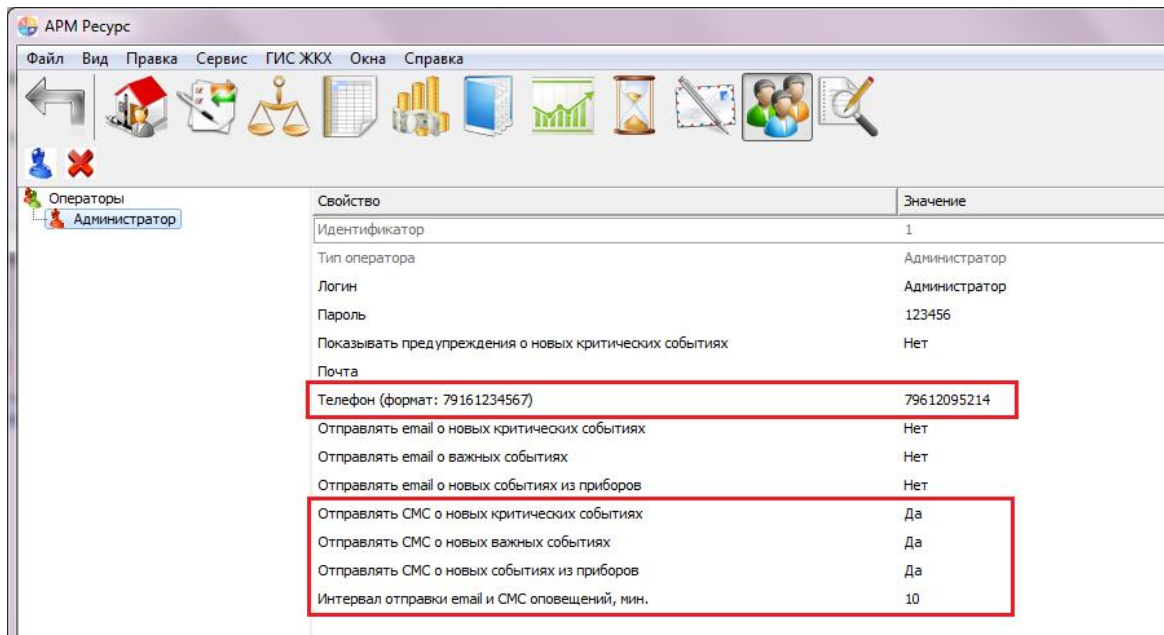 АРМ Ресурс
Файл Вид Правка Сервис ГИС ЖКХ Окна Справка
Операторы
Администратор
Свойство Значение
Идентификатор 1
Тип оператора Администратор
Логин Администратор
Пароль 123456
Показывать предупреждения о новых критических событиях Нет
Почта
Телефон (формат: 79161234567) 79612095214
Отправлять email о новых критических событиях Нет
Отправлять email о важных событиях Нет
Отправлять email о новых событиях из приборов Нет
Отправлять СМС о новых критических событиях Да
Отправлять СМС о новых важных событиях Да
Отправлять СМС о новых событиях из приборов Да
Интервал отправки email и СМС оповещений, мин. 10